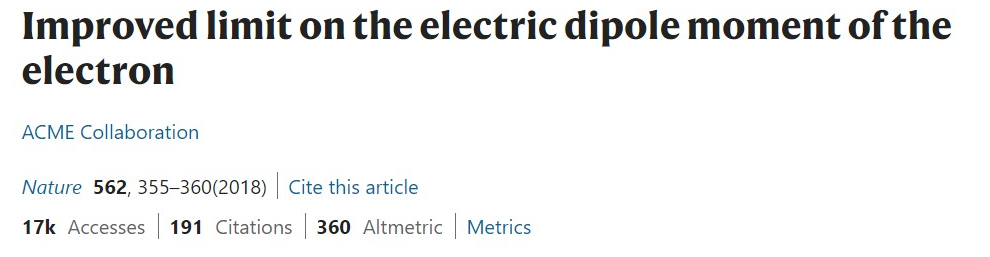 Improved limit on the electric dipole moment of the
electron
ACME Collaboration
Nature 562, 355–360(2018) | Cite this article
17k Accesses | 191 Citations | 360 Altmetric | Metrics